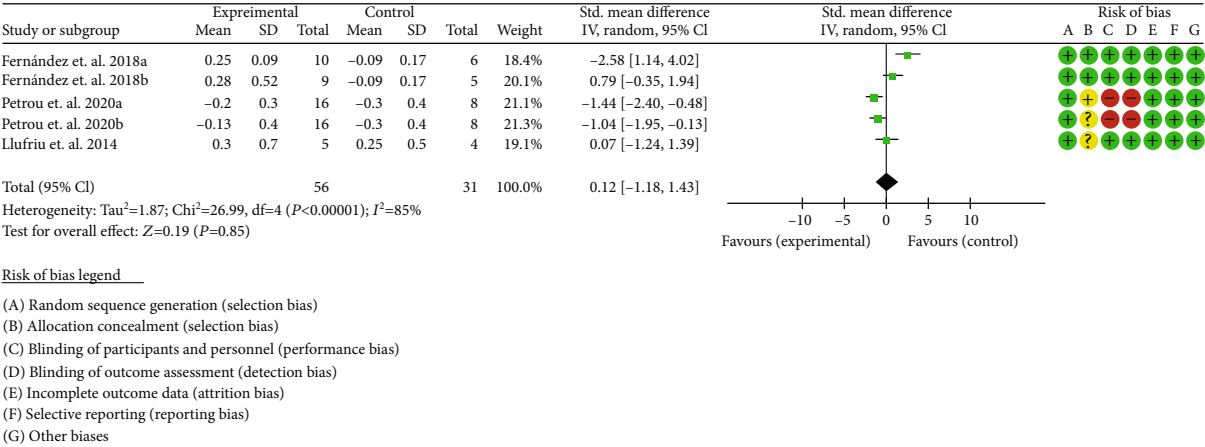 Expreimental Control Std. mean difference Std. mean difference Risk of bias
Study or subgroup Mean SD Total Mean SD Total Weight IV, random, 95% CI IV, random, 95% CI A B C D E F G
Fernández et. al. 2018a 0.25 0.09 10 –0.09 0.17 6 18.4% –2.58 [1.14, 4.02] + + + + + + +
Fernández et. al. 2018b 0.28 0.52 9 –0.09 0.17 5 20.1% 0.79 [–0.35, 1.94] + + + + + + +
Petrou et. al. 2020a –0.2 0.3 16 –0.3 0.4 8 21.1% –1.44 [–2.40, –0.48] + + – – + + +
Petrou et. al. 2020b –0.13 0.4 16 –0.3 0.4 8 21.3% –1.04 [–1.95, –0.13] + ? – – + + +
Llufriu et. al. 2014 0.3 0.7 5 0.25 0.5 4 19.1% 0.07 [–1.24, 1.39] + ? + + + + +
Total (95% CI) 56 31 100.0% 0.12 [–1.18, 1.43]
Heterogeneity: Tau²=1.87; Chi²=26.99, df=4 (P<0.00001); I²=85%
Test for overall effect: Z=0.19 (P=0.85)
–10 –5 0 5 10
Favours (experimental) Favours (control)
Risk of bias legend
(A) Random sequence generation (selection bias)
(B) Allocation concealment (selection bias)
(C) Blinding of participants and personnel (performance bias)
(D) Blinding of outcome assessment (detection bias)
(E) Incomplete outcome data (attrition bias)
(F) Selective reporting (reporting bias)
(G) Other biases